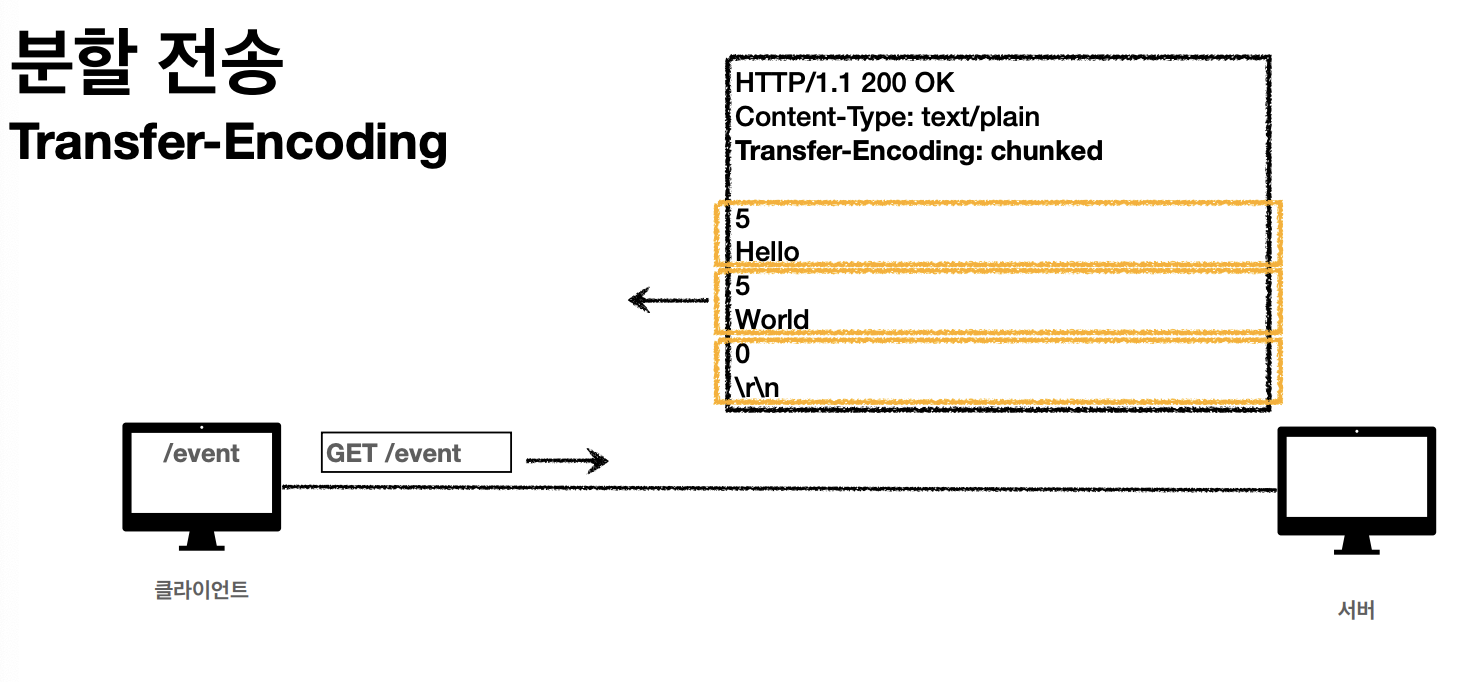 분할 전송
Transfer-Encoding
HTTP/1.1 200 OK
Content-Type: text/plain
Transfer-Encoding: chunked
5
Hello
5
World
0
\r\n
/event
GET /event
클라이언트
서버